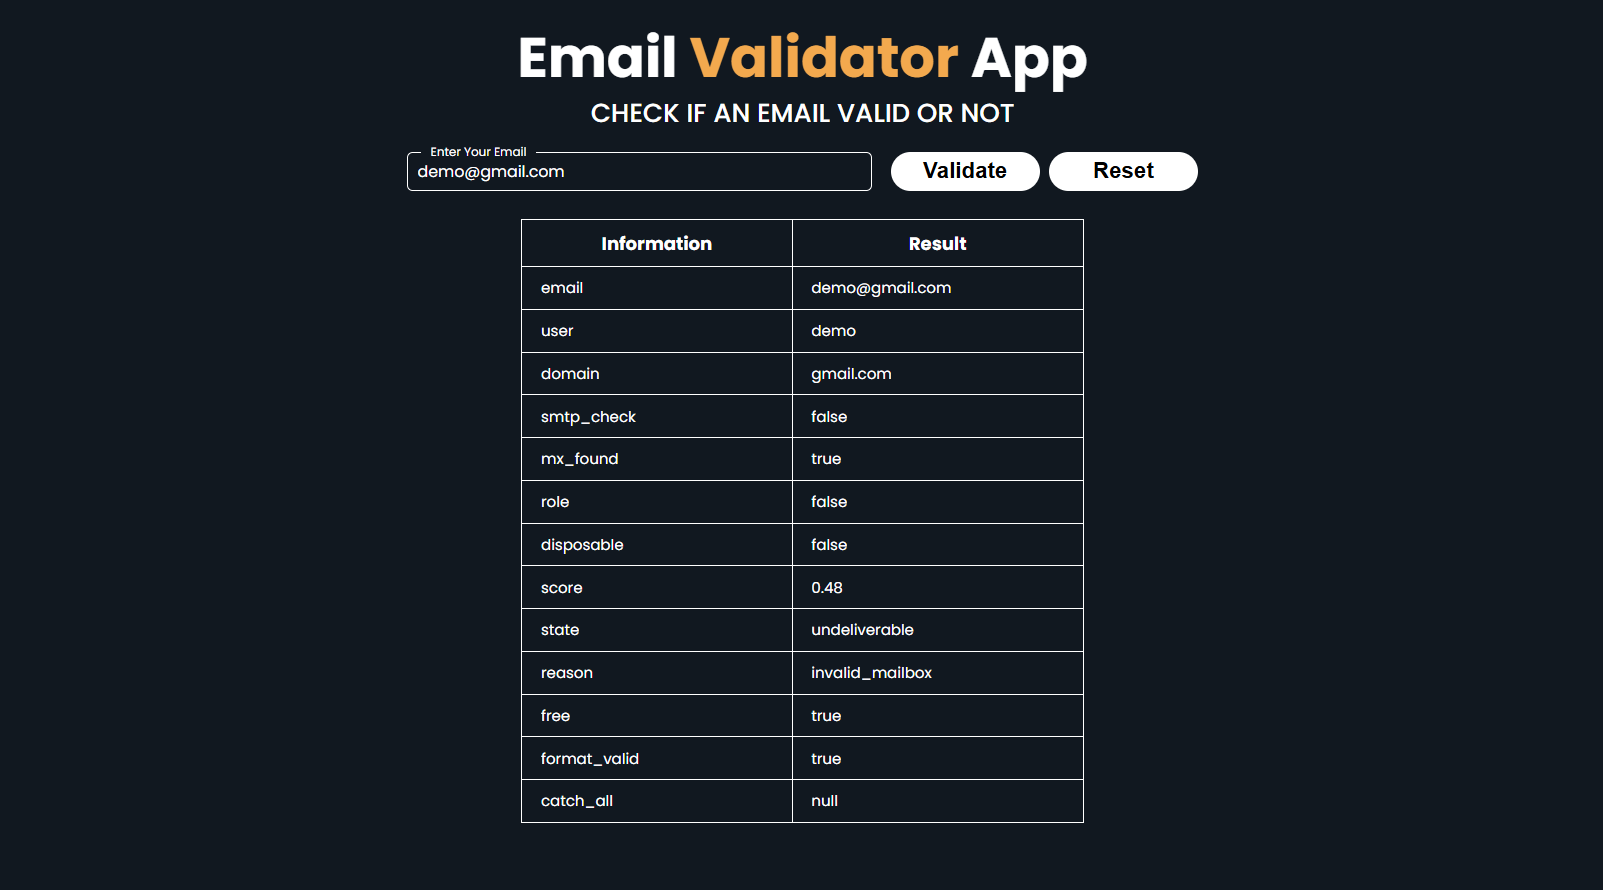 Email Validator App
CHECK IF AN EMAIL VALID OR NOT
Enter Your Email
demo@gmail.com
Validate Reset
Information Result
email demo@gmail.com
user demo
domain gmail.com
smtp_check false
mx_found true
role false
disposable false
score 0.48
state undeliverable
reason invalid_mailbox
free true
format_valid true
catch_all null